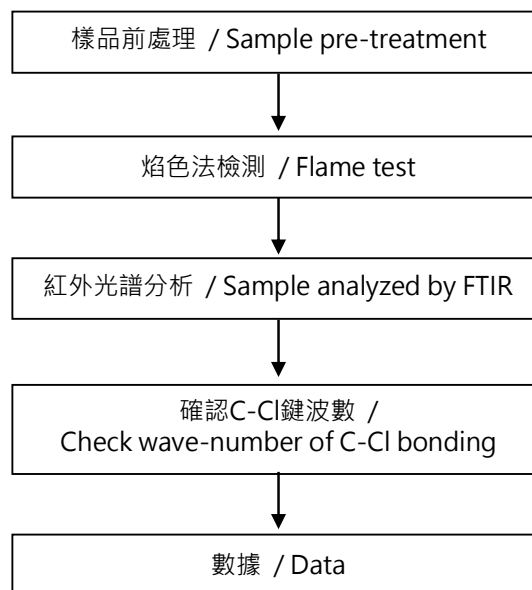 樣品前處理 / Sample pre-treatment
焰色法檢測 / Flame test
紅外光譜分析 / Sample analyzed by FTIR
確認C-Cl鍵波數 /
Check wave-number of C-Cl bonding
數據 / Data